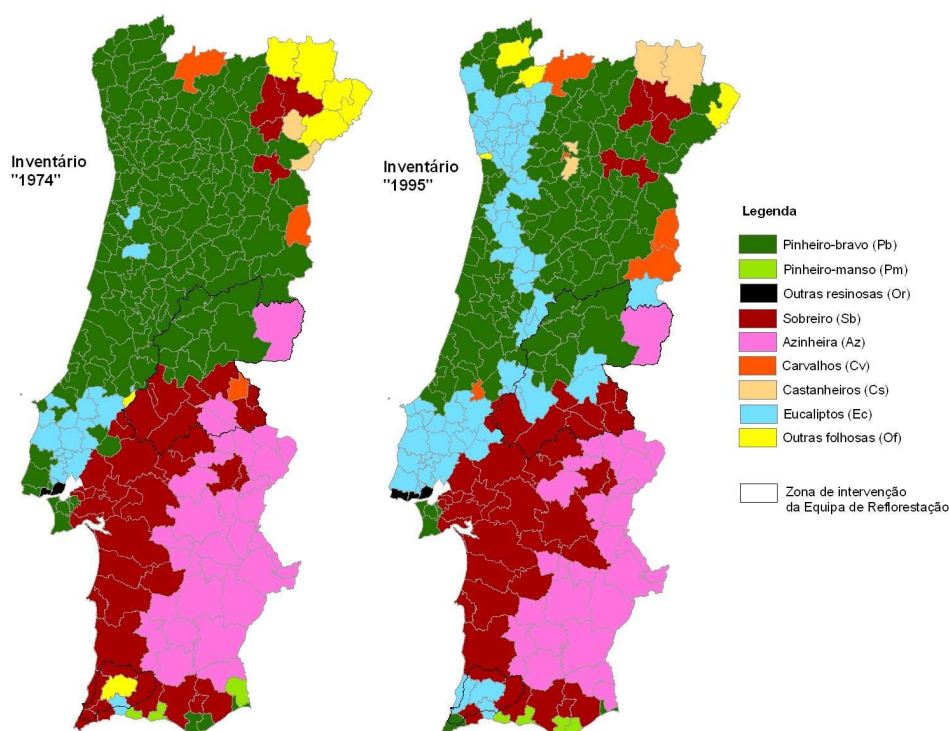 Inventário
"1974"
Inventário
"1995"
Legenda
Pinheiro-bravo (Pb)
Pinheiro-manso (Pm)
Outras resinosas (Or)
Sobreiro (Sb)
Azinheira (Az)
Carvalhos (Cv)
Castanheiros (Cs)
Eucaliptos (Ec)
Outras folhosas (Of)
Zona de intervenção
da Equipa de Reflorestação